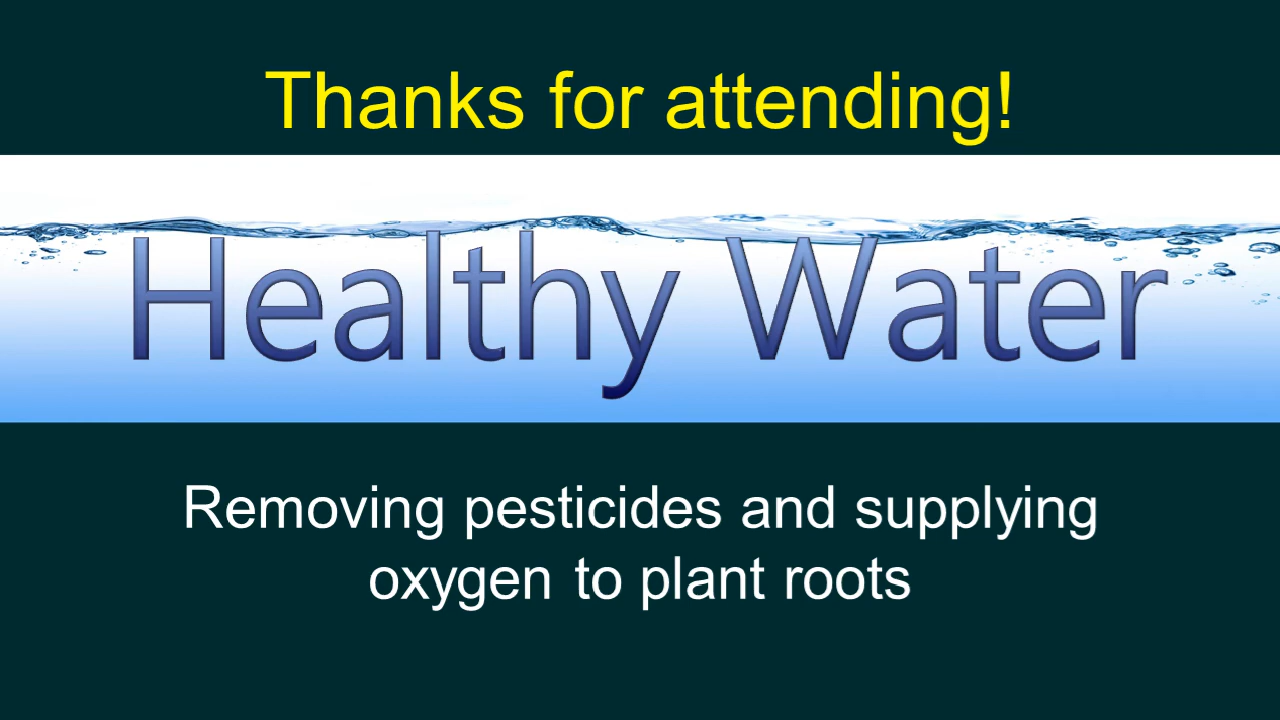 Thanks for attending!
Healthy Water
Removing pesticides and supplying
oxygen to plant roots